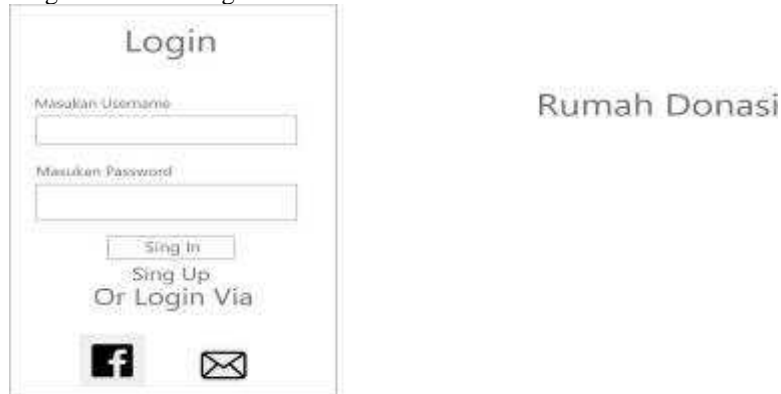 Login
Masukan Username
Masukan Password
Sing In
Sing Up
Or Login Via
f
Rumah Donasi